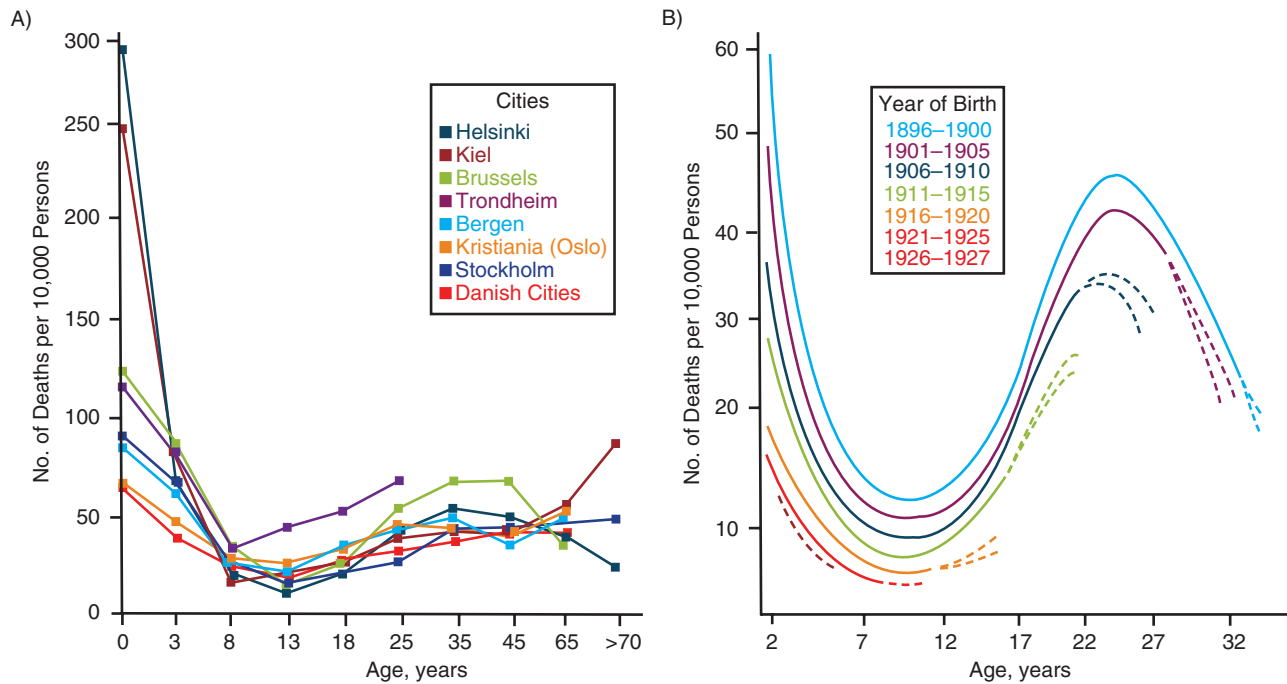 A)
No. of Deaths per 10,000 Persons
300
250
200
150
100
50
0
Cities
Helsinki
Kiel
Brussels
Trondheim
Bergen
Kristiania (Oslo)
Stockholm
Danish Cities
0 3 8 13 18 25 35 45 65 >70
Age, years
B)
No. of Deaths per 10,000 Persons
60
50
40
30
20
10
Year of Birth
1896–1900
1901–1905
1906–1910
1911–1915
1916–1920
1921–1925
1926–1927
2 7 12 17 22 27 32
Age, years